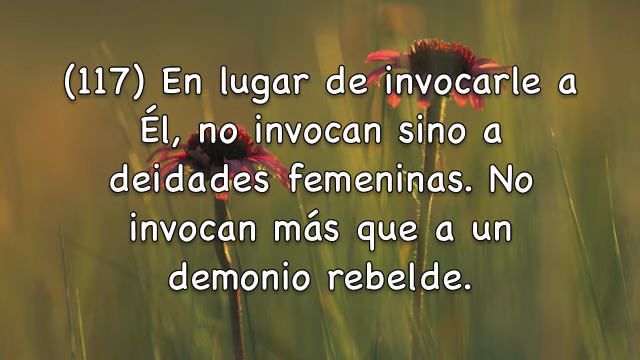 (117) En lugar de invocarle a
Él, no invocan sino a
deidades femeninas. No
invocan más que a un
demonio rebelde.